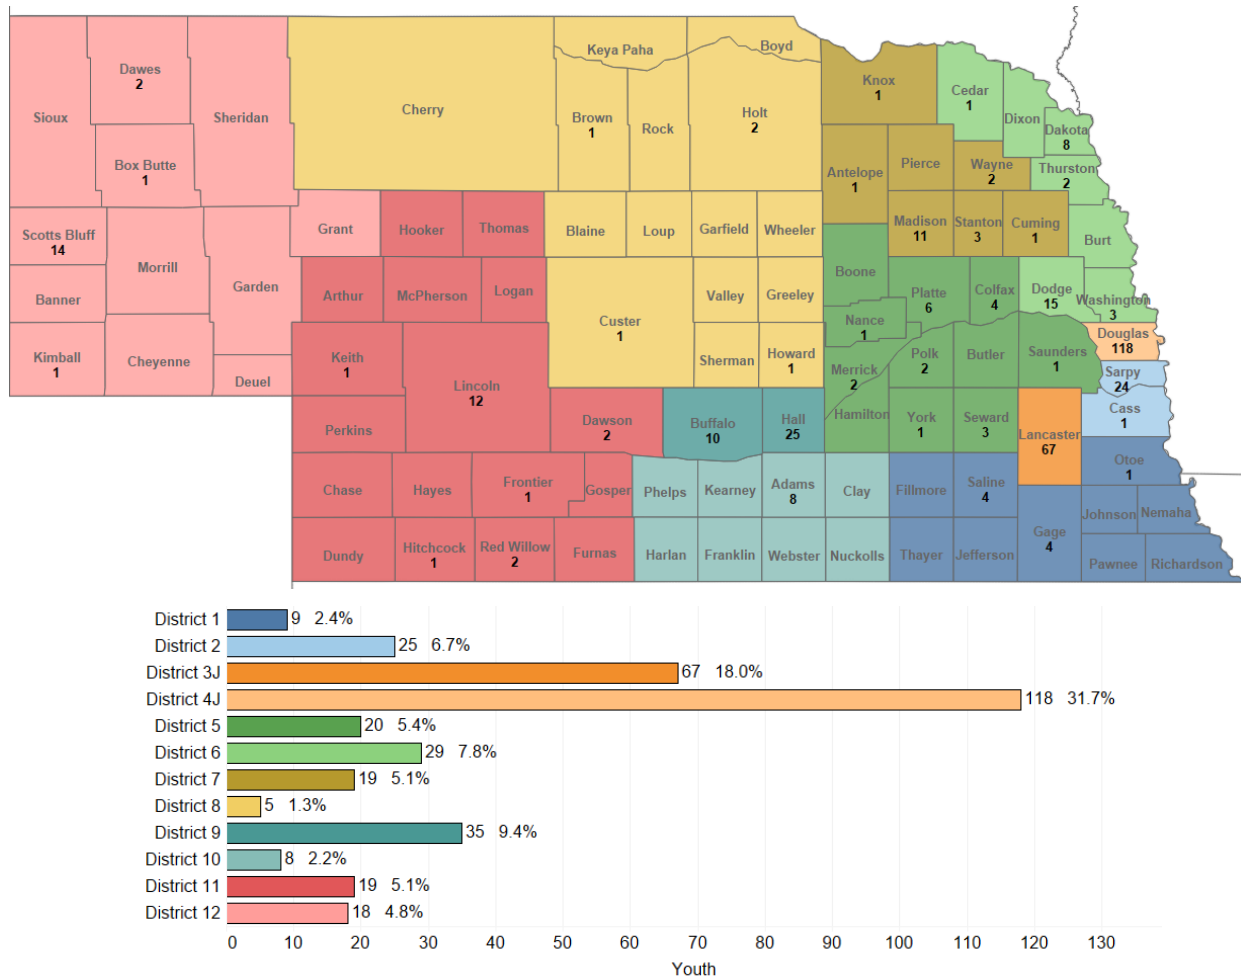 Keya Paha
Boyd
Dawes
2
Sioux
Sheridan
Cherry
Brown
1
Rock
Holt
2
Knox
1
Cedar
1
Dixon
Dakota
8
Box Butte
1
Antelope
1
Pierce
Wayne
2
Thurston
2
Scotts Bluff
14
Morrill
Grant
Hooker
Thomas
Blaine
Loup
Garfield
Wheeler
Madison
11
Stanton
3
Cuming
1
Burt
Banner
Garden
Arthur
McPherson
Logan
Custer
1
Valley
Greeley
Boone
Nance
1
Platte
6
Colfax
4
Dodge
15
Washington
3
Kimball
1
Cheyenne
Deuel
Keith
1
Lincoln
12
Sherman
Howard
1
Merrick
2
Polk
2
Butler
Saunders
1
Douglas
118
Sarpy
24
Perkins
Dawson
2
Buffalo
10
Hall
25
Hamilton
York
1
Seward
3
Lancaster
67
Cass
1
Otoe
1
Chase
Hayes
Frontier
1
Gosper
Phelps
Kearney
Adams
8
Clay
Fillmore
Saline
4
Gage
4
Johnson
Nemaha
Dundy
Hitchcock
1
Red Willow
2
Furnas
Harlan
Franklin
Webster
Nuckolls
Thayer
Jefferson
Pawnee
Richardson
District 1 9 2.4%
District 2 25 6.7%
District 3J 67 18.0%
District 4J 118 31.7%
District 5 20 5.4%
District 6 29 7.8%
District 7 19 5.1%
District 8 5 1.3%
District 9 35 9.4%
District 10 8 2.2%
District 11 19 5.1%
District 12 18 4.8%
0 10 20 30 40 50 60 70 80 90 100 110 120 130
Youth